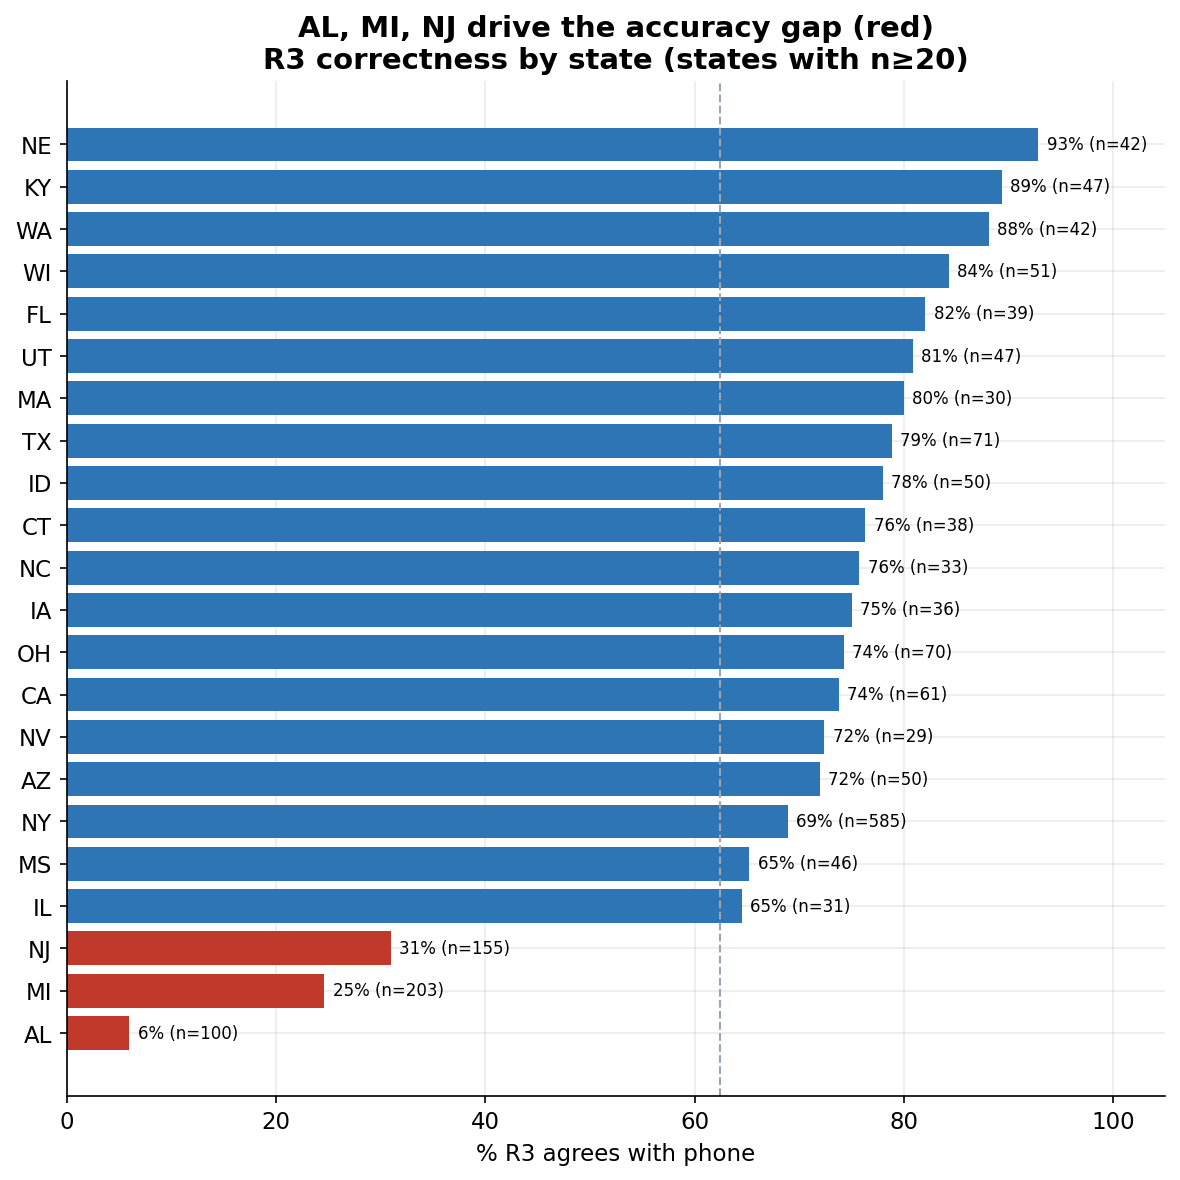 AL, MI, NJ drive the accuracy gap (red)
R3 correctness by state (states with n≥20)
NE 93% (n=42)
KY 89% (n=47)
WA 88% (n=42)
WI 84% (n=51)
FL 82% (n=39)
UT 81% (n=47)
MA 80% (n=30)
TX 79% (n=71)
ID 78% (n=50)
CT 76% (n=38)
NC 76% (n=33)
IA 75% (n=36)
OH 74% (n=70)
CA 74% (n=61)
NV 72% (n=29)
AZ 72% (n=50)
NY 69% (n=585)
MS 65% (n=46)
IL 65% (n=31)
NJ 31% (n=155)
MI 25% (n=203)
AL 6% (n=100)
0 20 40 60 80 100
% R3 agrees with phone